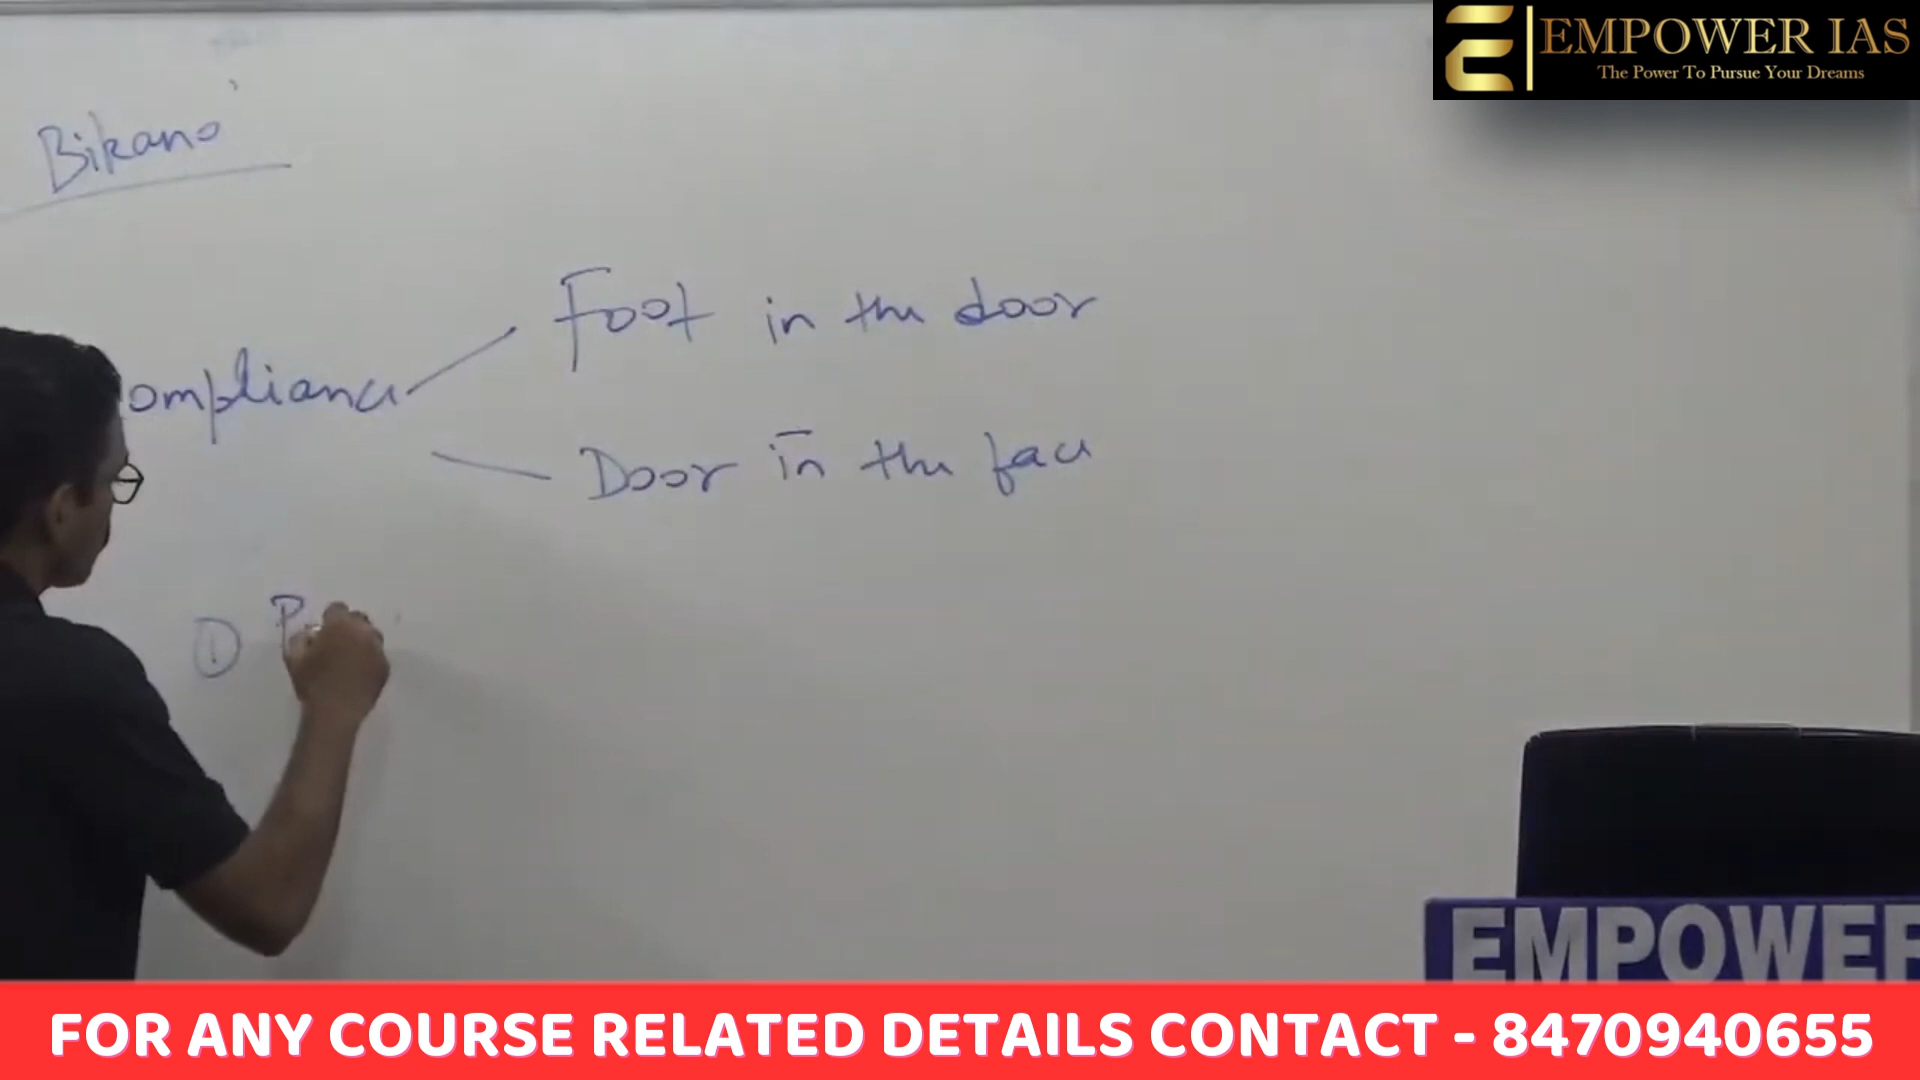 EMPOWER IAS
The Power To Pursue Your Dreams
Bikano
ompliance
Foot in the door
Door in the face
① P
EMPOWER
FOR ANY COURSE RELATED DETAILS CONTACT - 8470940655